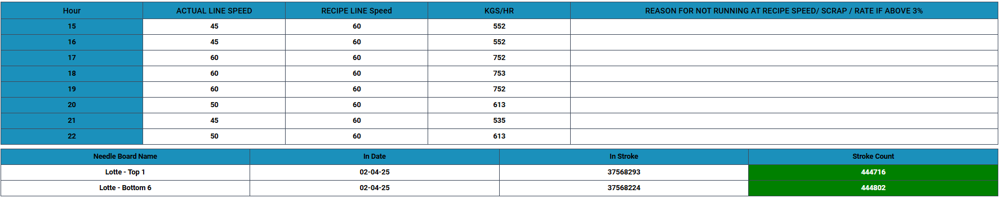 Hour ACTUAL LINE SPEED RECIPE LINE Speed KGS/HR REASON FOR NOT RUNNING AT RECIPE SPEED/ SCRAP / RATE IF ABOVE 3%
15 45 60 552
16 45 60 552
17 60 60 752
18 60 60 753
19 60 60 752
20 50 60 613
21 45 60 535
22 50 60 613
Needle Board Name In Date In Stroke Stroke Count
Lotte - Top 1 02-04-25 37568293 444716
Lotte - Bottom 6 02-04-25 37568224 444802